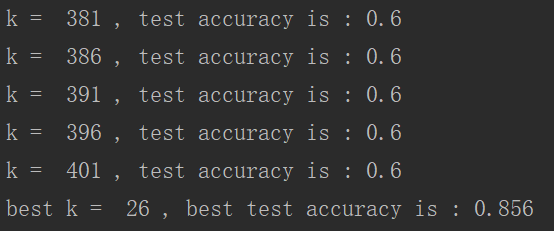 k =  381 , test accuracy is : 0.6
k =  386 , test accuracy is : 0.6
k =  391 , test accuracy is : 0.6
k =  396 , test accuracy is : 0.6
k =  401 , test accuracy is : 0.6
best k =  26 , best test accuracy is : 0.856